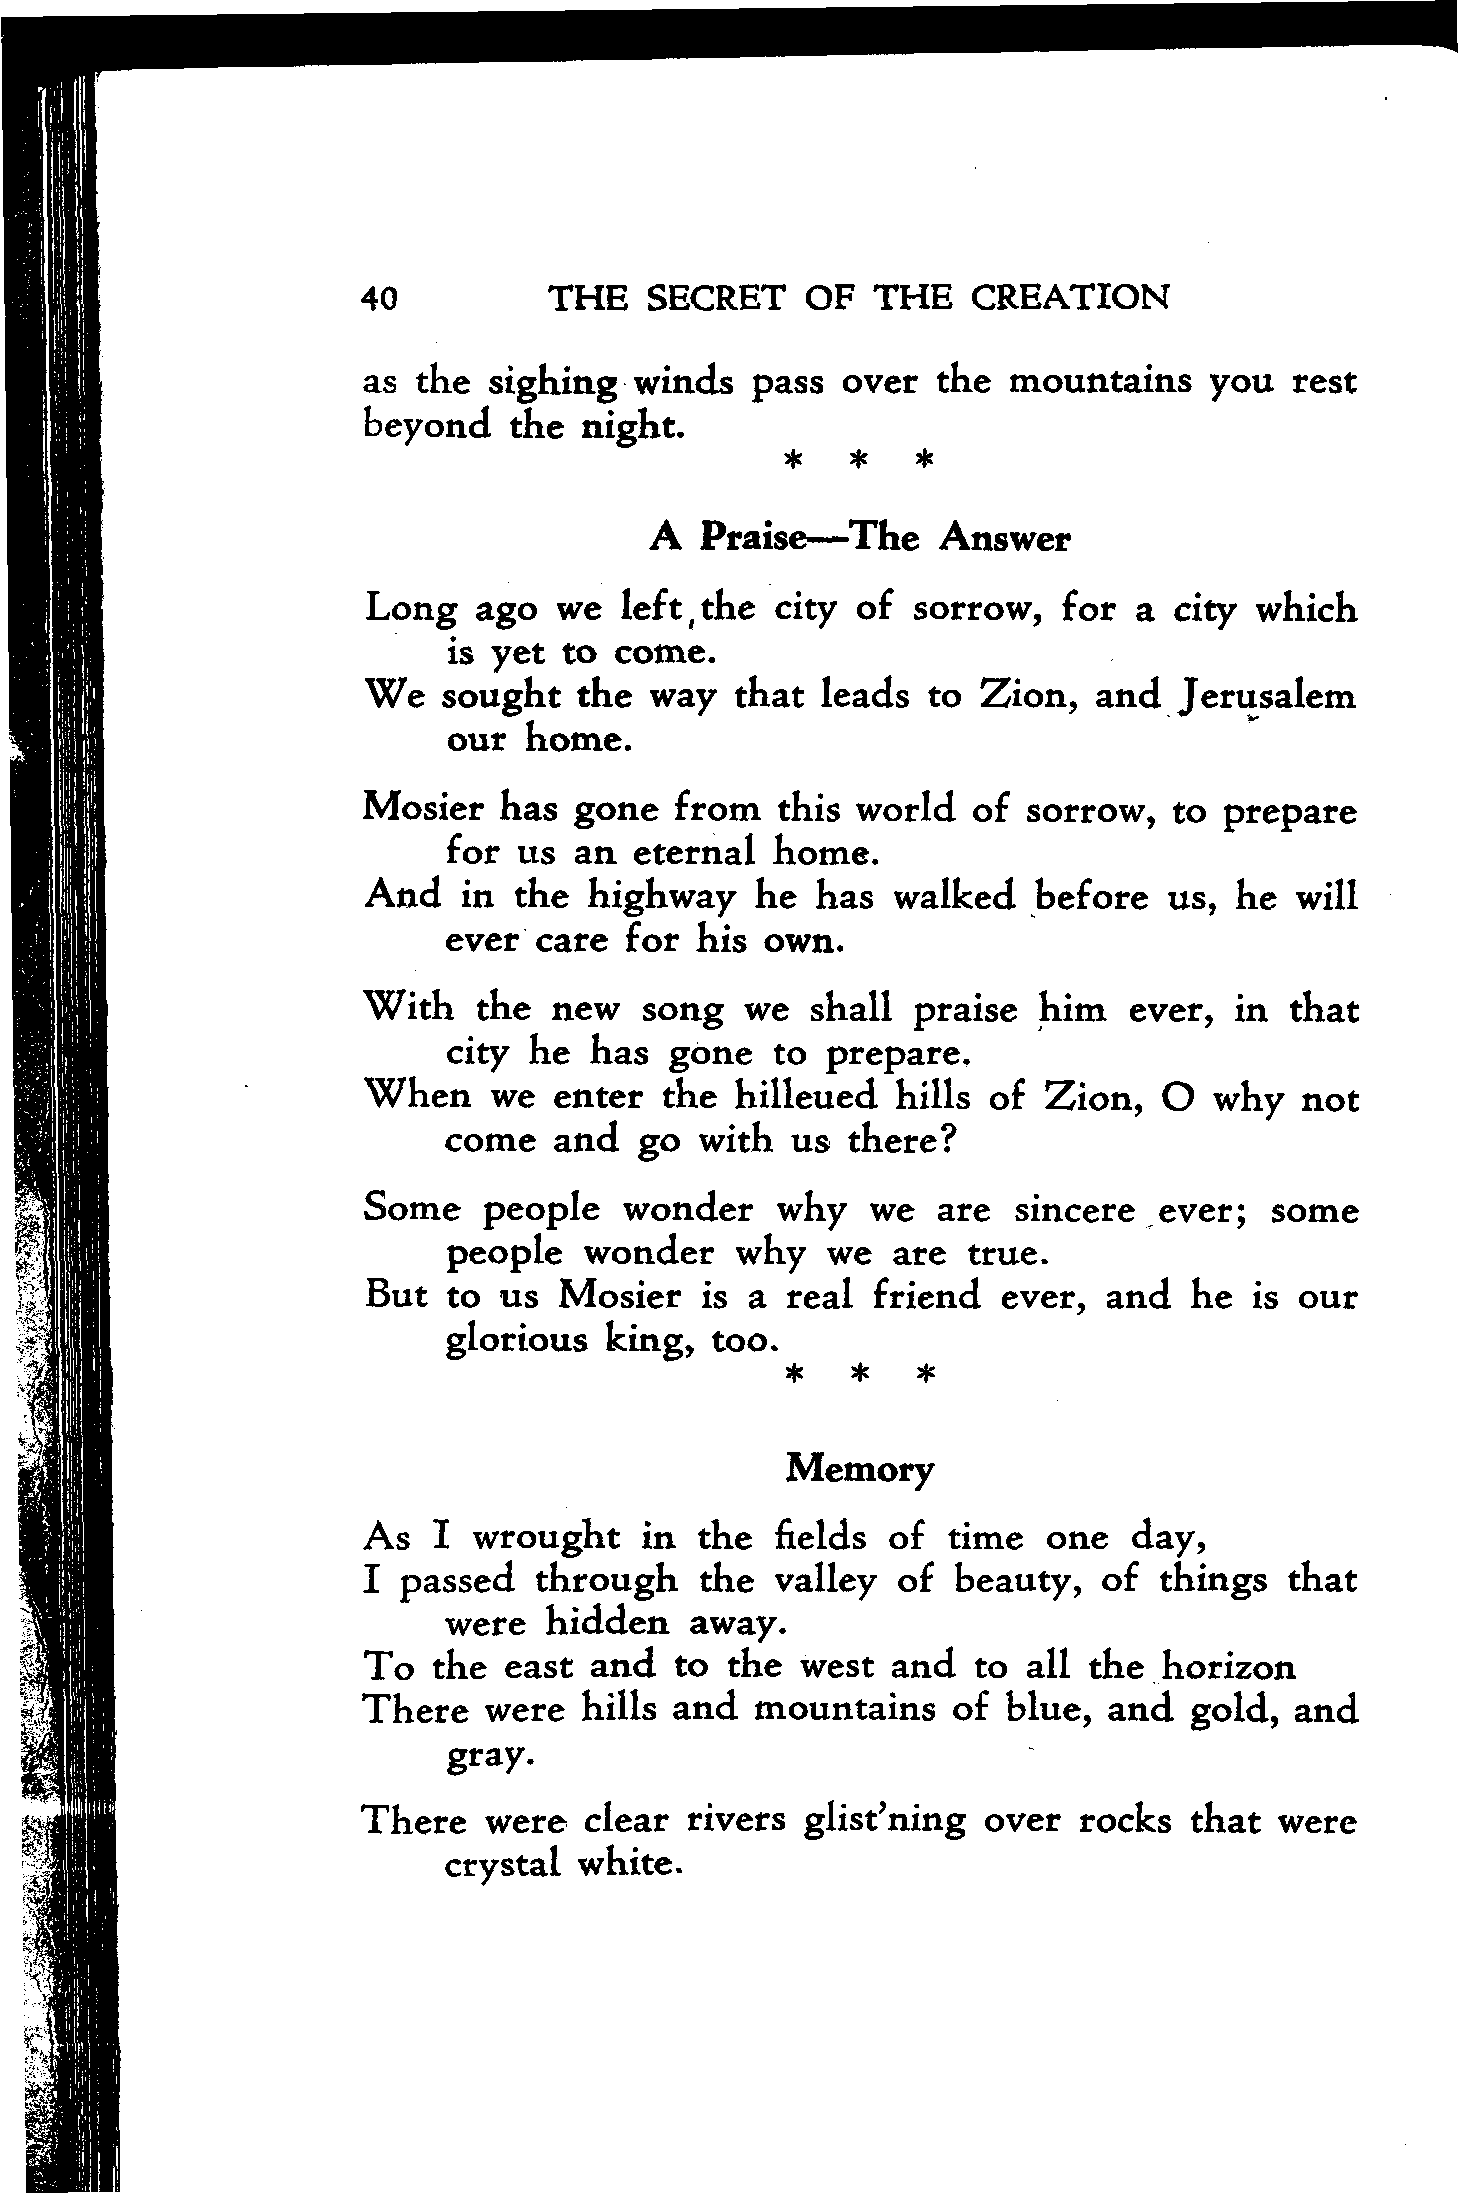 40 THE SECRET OF THE CREATION
as the sighing winds pass over the mountains you rest
beyond the night.
* * *
A Praise—The Answer
Long ago we left the city of sorrow, for a city which
is yet to come.
We sought the way that leads to Zion, and Jerusalem
our home.
Mosier has gone from this world of sorrow, to prepare
for us an eternal home.
And in the highway he has walked before us, he will
ever care for his own.
With the new song we shall praise him ever, in that
city he has gone to prepare.
When we enter the hilleued hills of Zion, O why not
come and go with us there?
Some people wonder why we are sincere ever; some
people wonder why we are true.
But to us Mosier is a real friend ever, and he is our
glorious king, too.
* * *
Memory
As I wrought in the fields of time one day,
I passed through the valley of beauty, of things that
were hidden away.
To the east and to the west and to all the horizon
There were hills and mountains of blue, and gold, and
gray.
There were clear rivers glist'ning over rocks that were
crystal white.